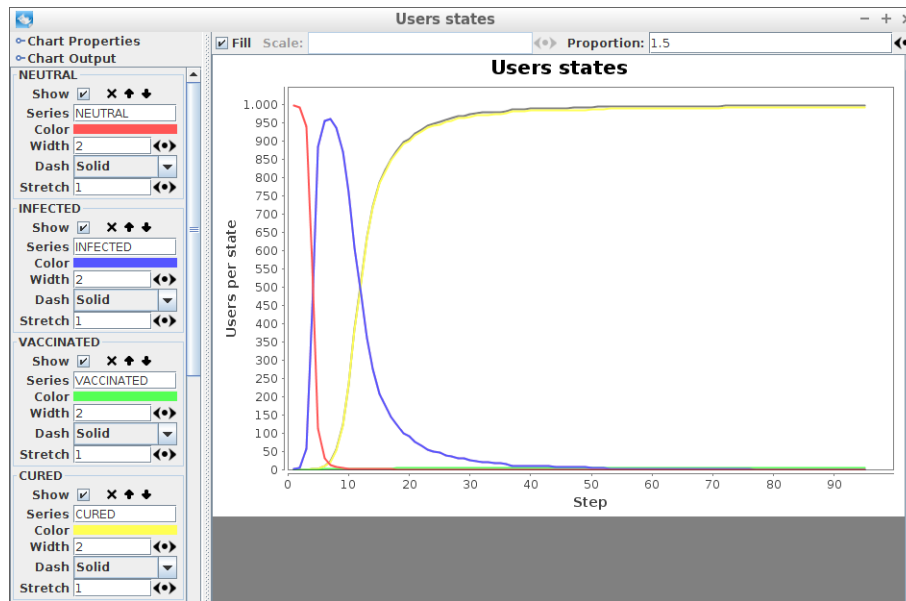 Users states
Chart Properties
Chart Output
NEUTRAL
Show
Series NEUTRAL
Color
Width 2
Dash Solid
Stretch 1
INFECTED
Show
Series INFECTED
Color
Width 2
Dash Solid
Stretch 1
VACCINATED
Show
Series VACCINATED
Color
Width 2
Dash Solid
Stretch 1
CURED
Show
Series CURED
Color
Width 2
Dash Solid
Stretch 1
Fill Scale: Proportion: 1.5
Users states
Users per state
1.000
950
900
850
800
750
700
650
600
550
500
450
400
350
300
250
200
150
100
50
0
0 10 20 30 40 50 60 70 80 90
Step